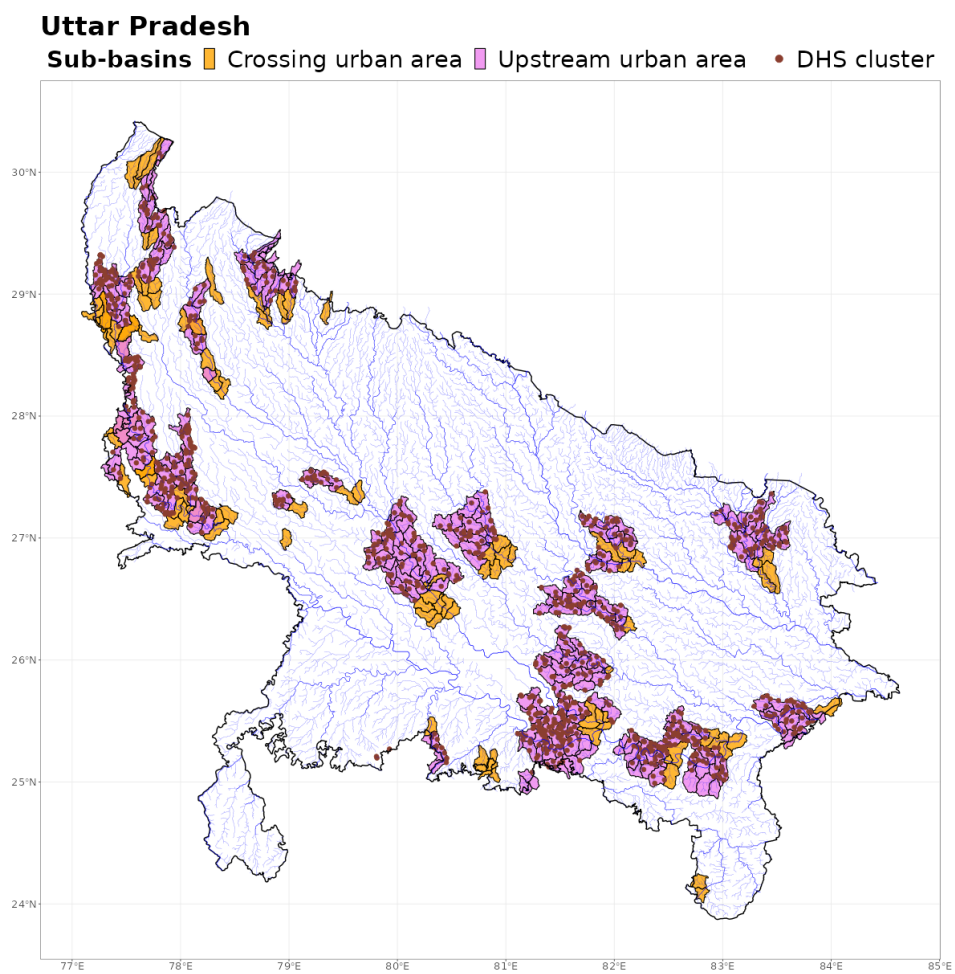 Uttar Pradesh
Sub-basins Crossing urban area Upstream urban area DHS cluster
30°N
29°N
28°N
27°N
26°N
25°N
24°N
77°E 78°E 79°E 80°E 81°E 82°E 83°E 84°E 85°E